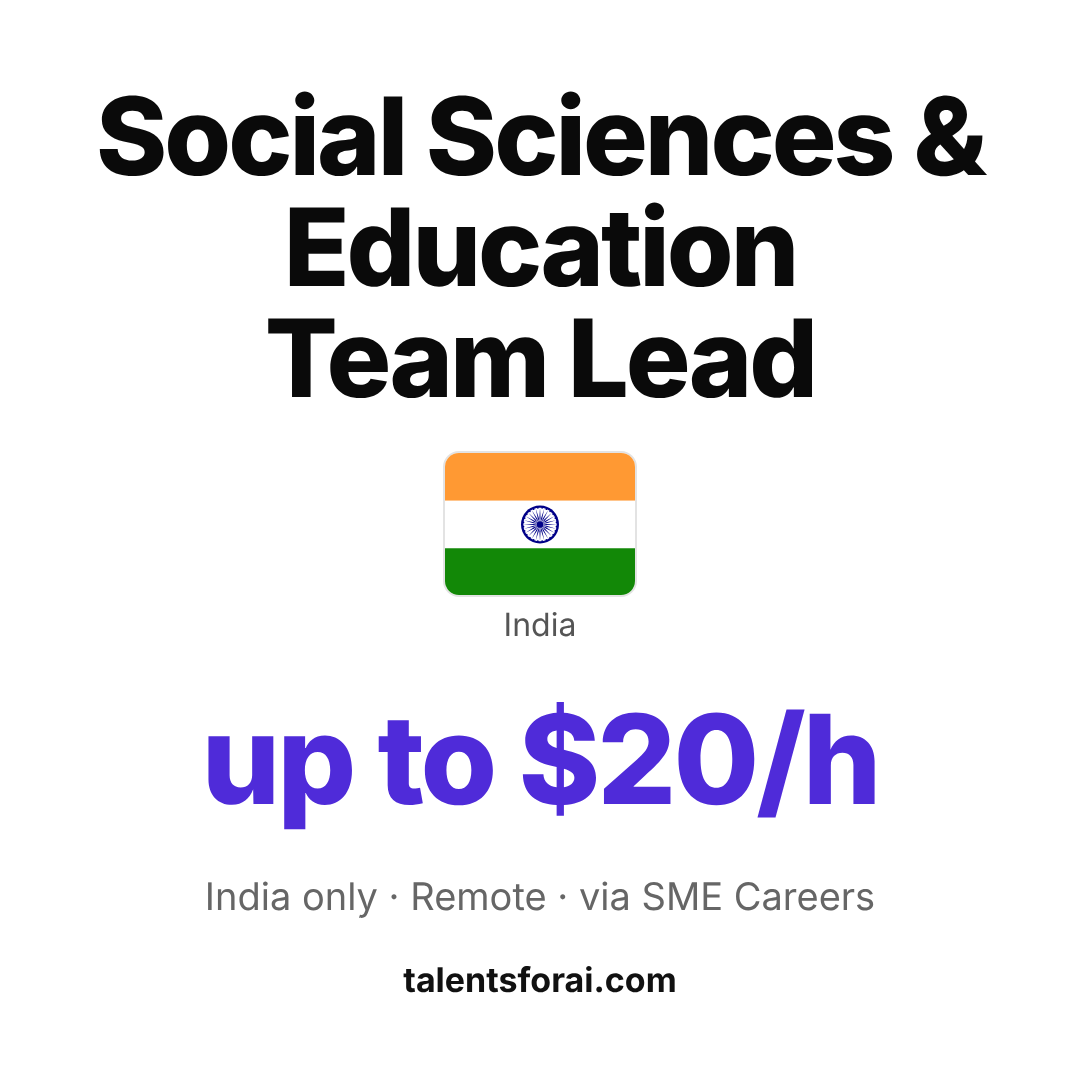 Social Sciences &
Education
Team Lead
India
up to $20/h
India only · Remote · via SME Careers
talentsforai.com